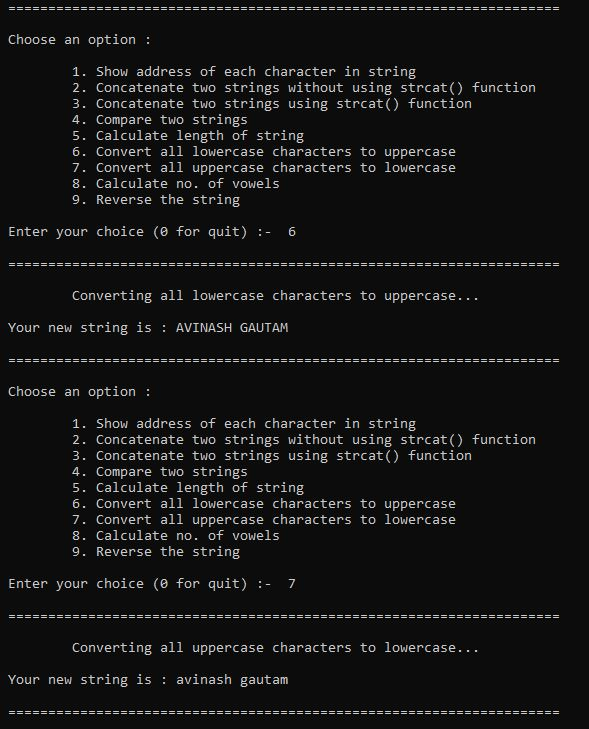 =====================================================================
Choose an option :
1. Show address of each character in string
2. Concatenate two strings without using strcat() function
3. Concatenate two strings using strcat() function
4. Compare two strings
5. Calculate length of string
6. Convert all lowercase characters to uppercase
7. Convert all uppercase characters to lowercase
8. Calculate no. of vowels
9. Reverse the string
Enter your choice (0 for quit) :-  6
=====================================================================
Converting all lowercase characters to uppercase...
Your new string is : AVINASH GAUTAM
=====================================================================
Choose an option :
1. Show address of each character in string
2. Concatenate two strings without using strcat() function
3. Concatenate two strings using strcat() function
4. Compare two strings
5. Calculate length of string
6. Convert all lowercase characters to uppercase
7. Convert all uppercase characters to lowercase
8. Calculate no. of vowels
9. Reverse the string
Enter your choice (0 for quit) :-  7
=====================================================================
Converting all uppercase characters to lowercase...
Your new string is : avinash gautam
=====================================================================